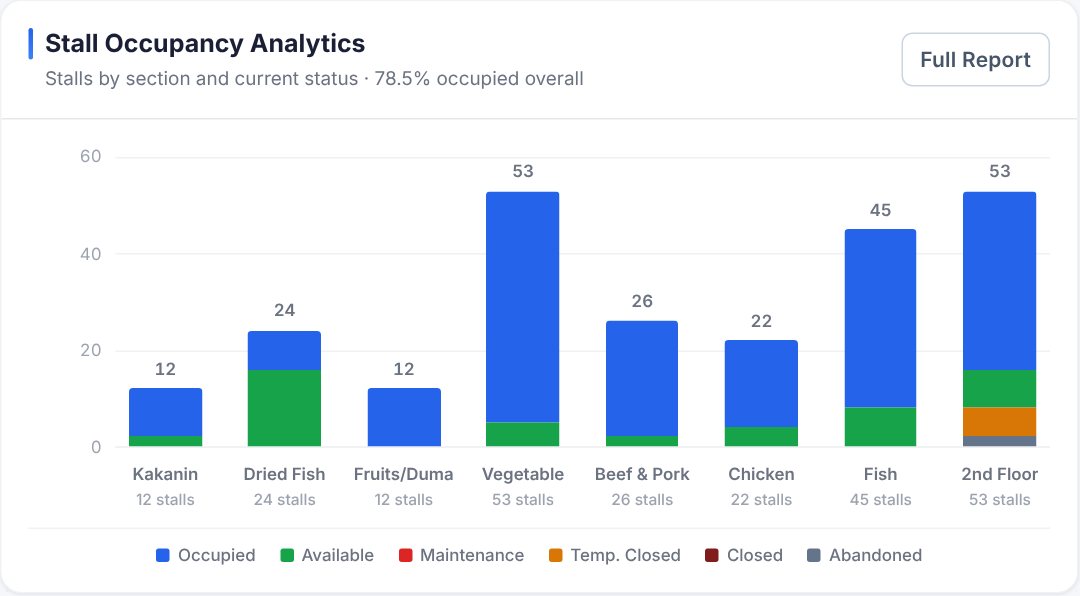 Stall Occupancy Analytics
Stalls by section and current status · 78.5% occupied overall
Full Report
60
40
20
0
12
24
12
53
26
22
45
53
Kakanin
12 stalls
Dried Fish
24 stalls
Fruits/Duma
12 stalls
Vegetable
53 stalls
Beef & Pork
26 stalls
Chicken
22 stalls
Fish
45 stalls
2nd Floor
53 stalls
Occupied
Available
Maintenance
Temp. Closed
Closed
Abandoned